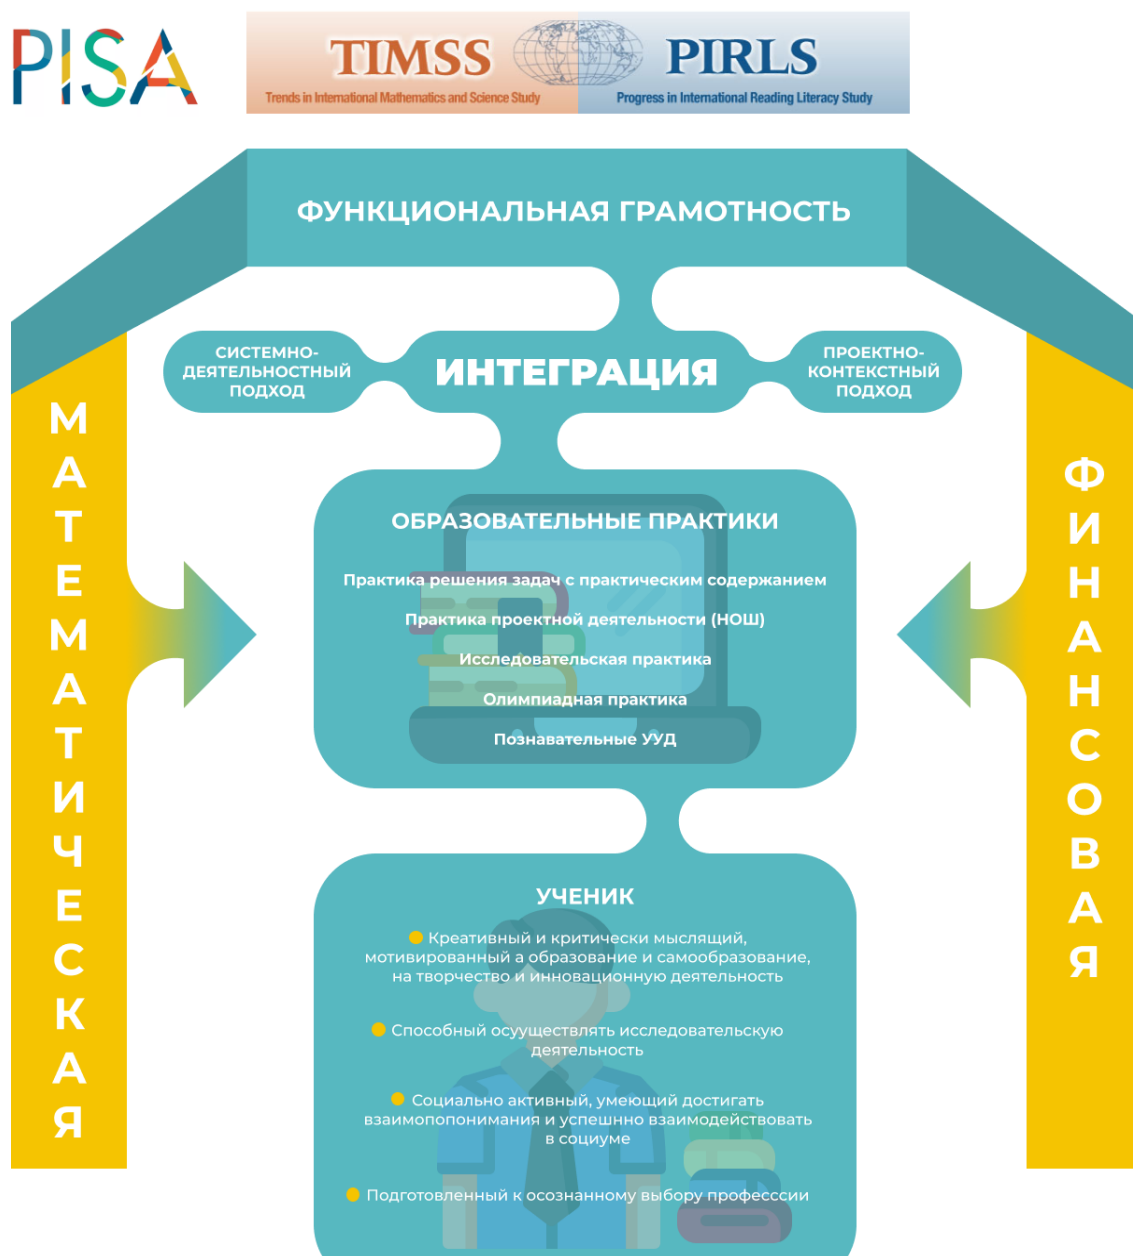 PISA
TIMSS
Trends in International Mathematics and Science Study
PIRLS
Progress in International Reading Literacy Study
ФУНКЦИОНАЛЬНАЯ ГРАМОТНОСТЬ
СИСТЕМНО-
ДЕЯТЕЛЬНОСТНЫЙ
ПОДХОД
ИНТЕГРАЦИЯ
ПРОЕКТНО-
КОНТЕКСТНЫЙ
ПОДХОД
МАТЕМАТИЧЕСКАЯ
ФИНАНСОВАЯ
ОБРАЗОВАТЕЛЬНЫЕ ПРАКТИКИ
Практика решения задач с практическим содержанием
Практика проектной деятельности (НОШ)
Исследовательская практика
Олимпиадная практика
Познавательные УУД
УЧЕНИК
Креативный и критически мыслящий,
мотивированный а образование и самообразование,
на творчество и инновационную деятельность
Способный осууществлять исследовательскую
деятельность
Социально активный, умеющий достигать
взаимопопонимания и успешнно взаимодействовать
в социуме
Подготовленный к осознанному выбору професссии